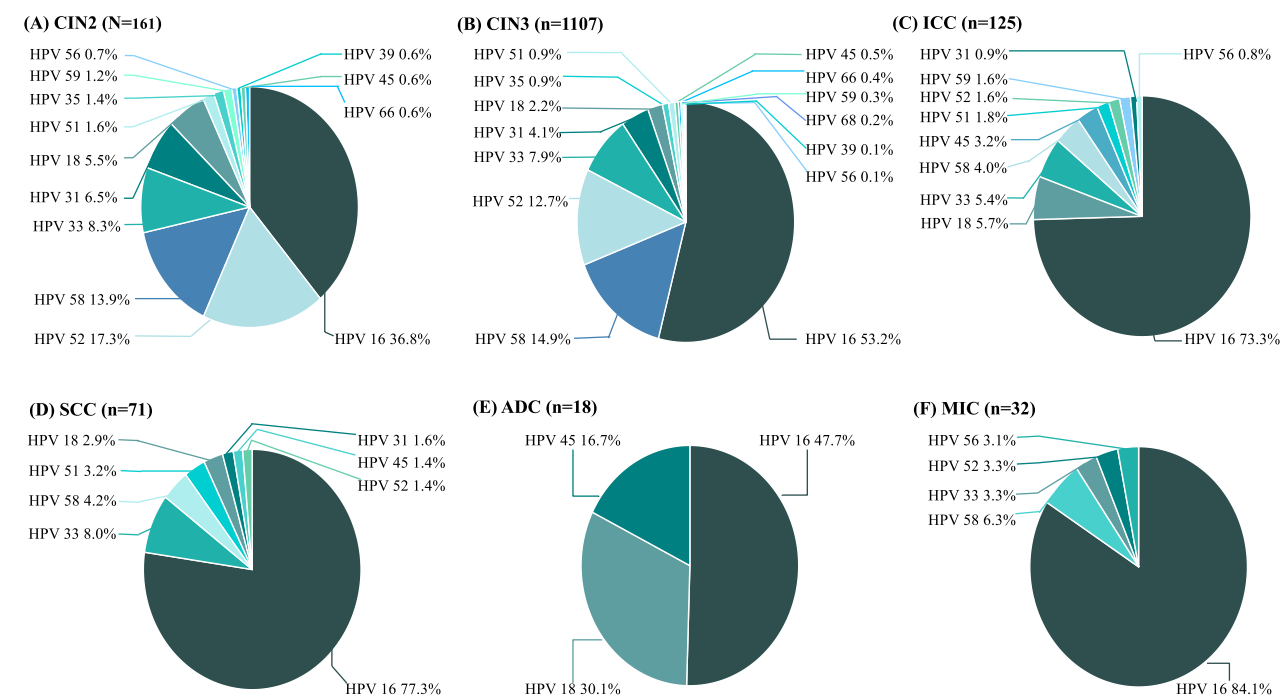 (A) CIN2 (N=161)
HPV 56 0.7%
HPV 59 1.2%
HPV 35 1.4%
HPV 51 1.6%
HPV 18 5.5%
HPV 31 6.5%
HPV 33 8.3%
HPV 58 13.9%
HPV 52 17.3%
HPV 39 0.6%
HPV 45 0.6%
HPV 66 0.6%
HPV 16 36.8%
(B) CIN3 (n=1107)
HPV 51 0.9%
HPV 35 0.9%
HPV 18 2.2%
HPV 31 4.1%
HPV 33 7.9%
HPV 52 12.7%
HPV 58 14.9%
HPV 45 0.5%
HPV 66 0.4%
HPV 59 0.3%
HPV 68 0.2%
HPV 39 0.1%
HPV 56 0.1%
HPV 16 53.2%
(C) ICC (n=125)
HPV 31 0.9%
HPV 59 1.6%
HPV 52 1.6%
HPV 51 1.8%
HPV 45 3.2%
HPV 58 4.0%
HPV 33 5.4%
HPV 18 5.7%
HPV 56 0.8%
HPV 16 73.3%
(D) SCC (n=71)
HPV 18 2.9%
HPV 51 3.2%
HPV 58 4.2%
HPV 33 8.0%
HPV 31 1.6%
HPV 45 1.4%
HPV 52 1.4%
HPV 16 77.3%
(E) ADC (n=18)
HPV 45 16.7%
HPV 16 47.7%
HPV 18 30.1%
(F) MIC (n=32)
HPV 56 3.1%
HPV 52 3.3%
HPV 33 3.3%
HPV 58 6.3%
HPV 16 84.1%